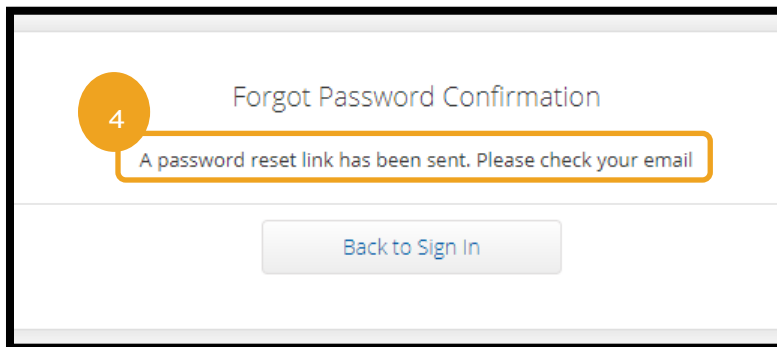 Forgot Password Confirmation
4
A password reset link has been sent. Please check your email
Back to Sign In